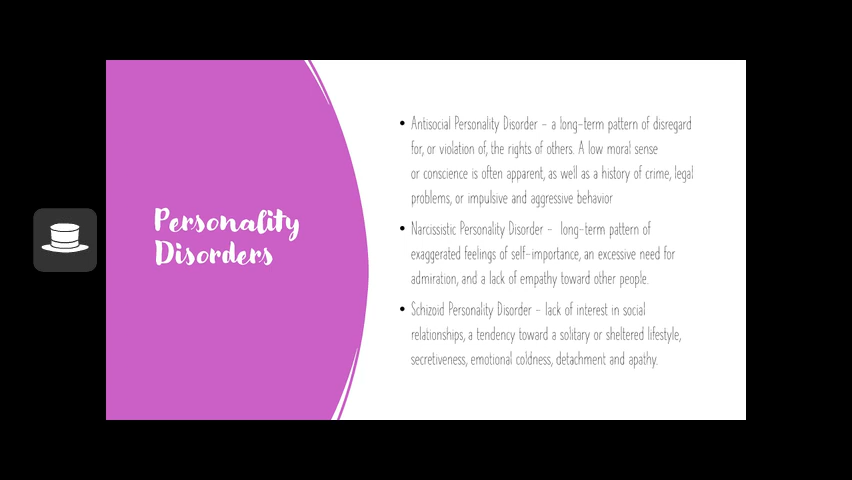 Personality
Disorders
• Antisocial Personality Disorder - a long-term pattern of disregard
for, or violation of, the rights of others. A low moral sense
or conscience is often apparent, as well as a history of crime, legal
problems, or impulsive and aggressive behavior
• Narcissistic Personality Disorder - long-term pattern of
exaggerated feelings of self-importance, an excessive need for
admiration, and a lack of empathy toward other people.
• Schizoid Personality Disorder - lack of interest in social
relationships, a tendency toward a solitary or sheltered lifestyle,
secretiveness, emotional coldness, detachment and apathy.